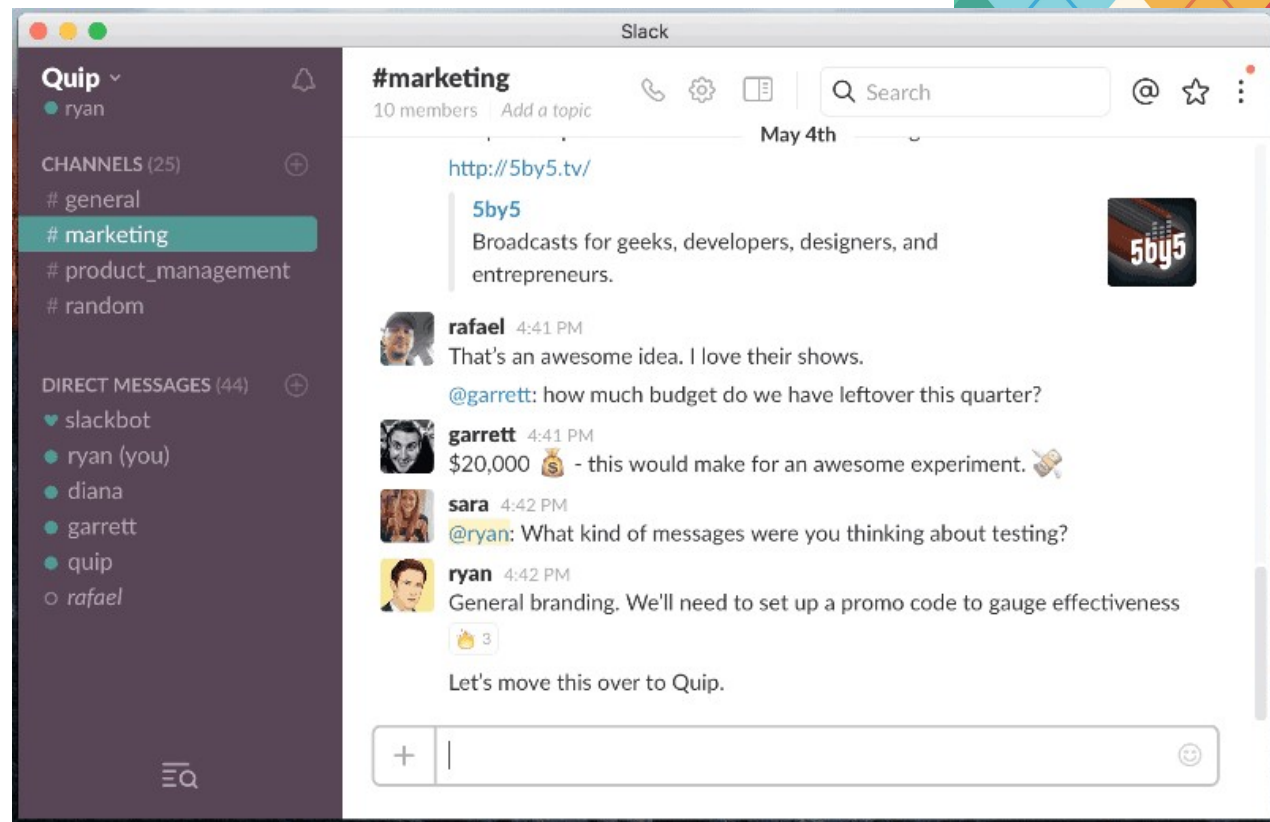 Slack
Quip
ryan
CHANNELS (25)
# general
# marketing
# product_management
# random
DIRECT MESSAGES (44)
slackbot
ryan (you)
diana
garrett
quip
rafael
#marketing
10 members
Add a topic
Search
May 4th
http://5by5.tv/
5by5
Broadcasts for geeks, developers, designers, and
entrepreneurs.
5by5
rafael 4:41 PM
That's an awesome idea. I love their shows.
@garrett: how much budget do we have leftover this quarter?
garrett 4:41 PM
$20,000 💰 - this would make for an awesome experiment. 💸
sara 4:42 PM
@ryan: What kind of messages were you thinking about testing?
ryan 4:42 PM
General branding. We'll need to set up a promo code to gauge effectiveness
3
Let's move this over to Quip.